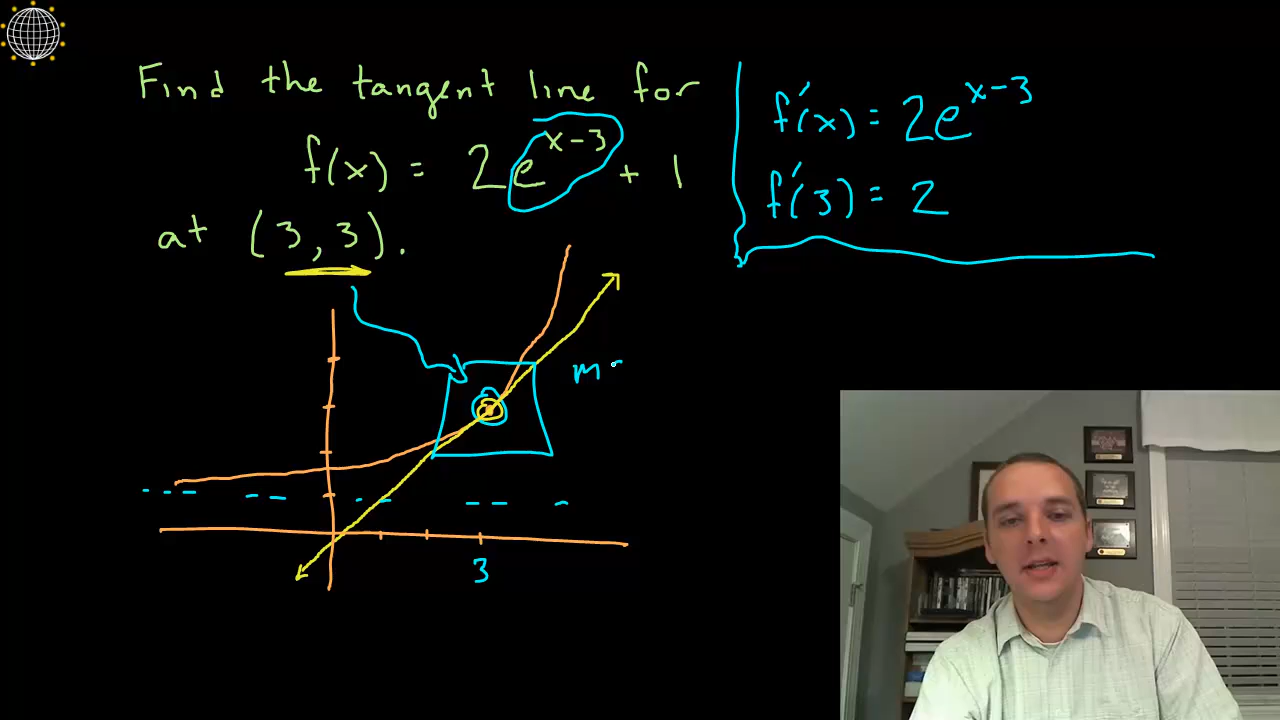 Find the tangent line for
f(x) = 2e^{x-3} + 1
at (3, 3).
f'(x) = 2e^{x-3}
f'(3) = 2
m =
3